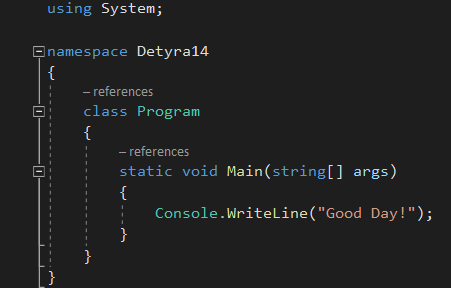 using System;
namespace Detyra14
{
– references
class Program
{
– references
static void Main(string[] args)
{
Console.WriteLine("Good Day!");
}
}
}